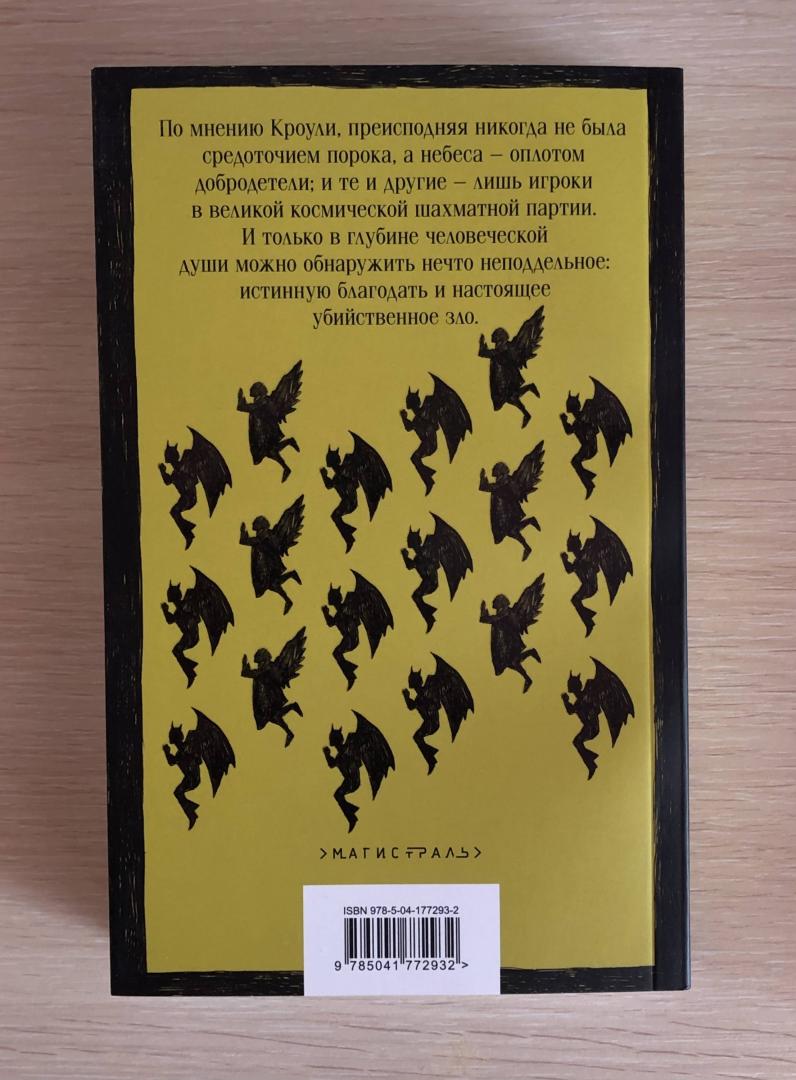 По мнению Кроули, преисподняя никогда не была
средоточием порока, а небеса – оплотом
добродетели; и те и другие – лишь игроки
в великой космической шахматной партии.
И только в глубине человеческой
души можно обнаружить нечто неподдельное:
истинную благодать и настоящее
убийственное зло.
>МАГИСТРАЛЬ>
ISBN 978-5-04-177293-2
9 785041 772932 >